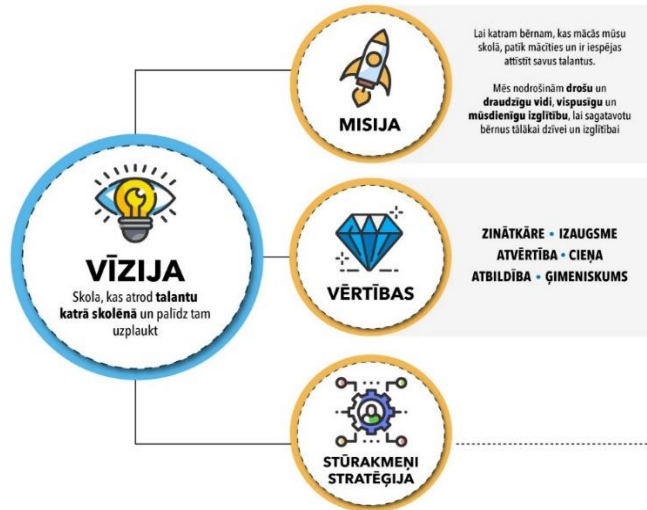 VĪZIJA
Skola, kas atrod talantu
katrā skolēnā un palīdz tam
uzplaukt
MISIJA
Lai katram bērnam, kas mācās mūsu
skolā, patīk mācīties un ir iespējas
attīstīt savus talantus.
Mēs nodrošinām drošu un
draudzīgu vidi, vispusīgu un
mūsdienīgu izglītību, lai sagatavotu
bērnus tālākai dzīvei un izglītībai
VĒRTĪBAS
ZINĀTKĀRE • IZAUGSME
ATVĒRTĪBA • CIEŅA
ATBILDĪBA • ĢIMENISKUMS
STŪRAKMEŅI
STRATĒĢIJA